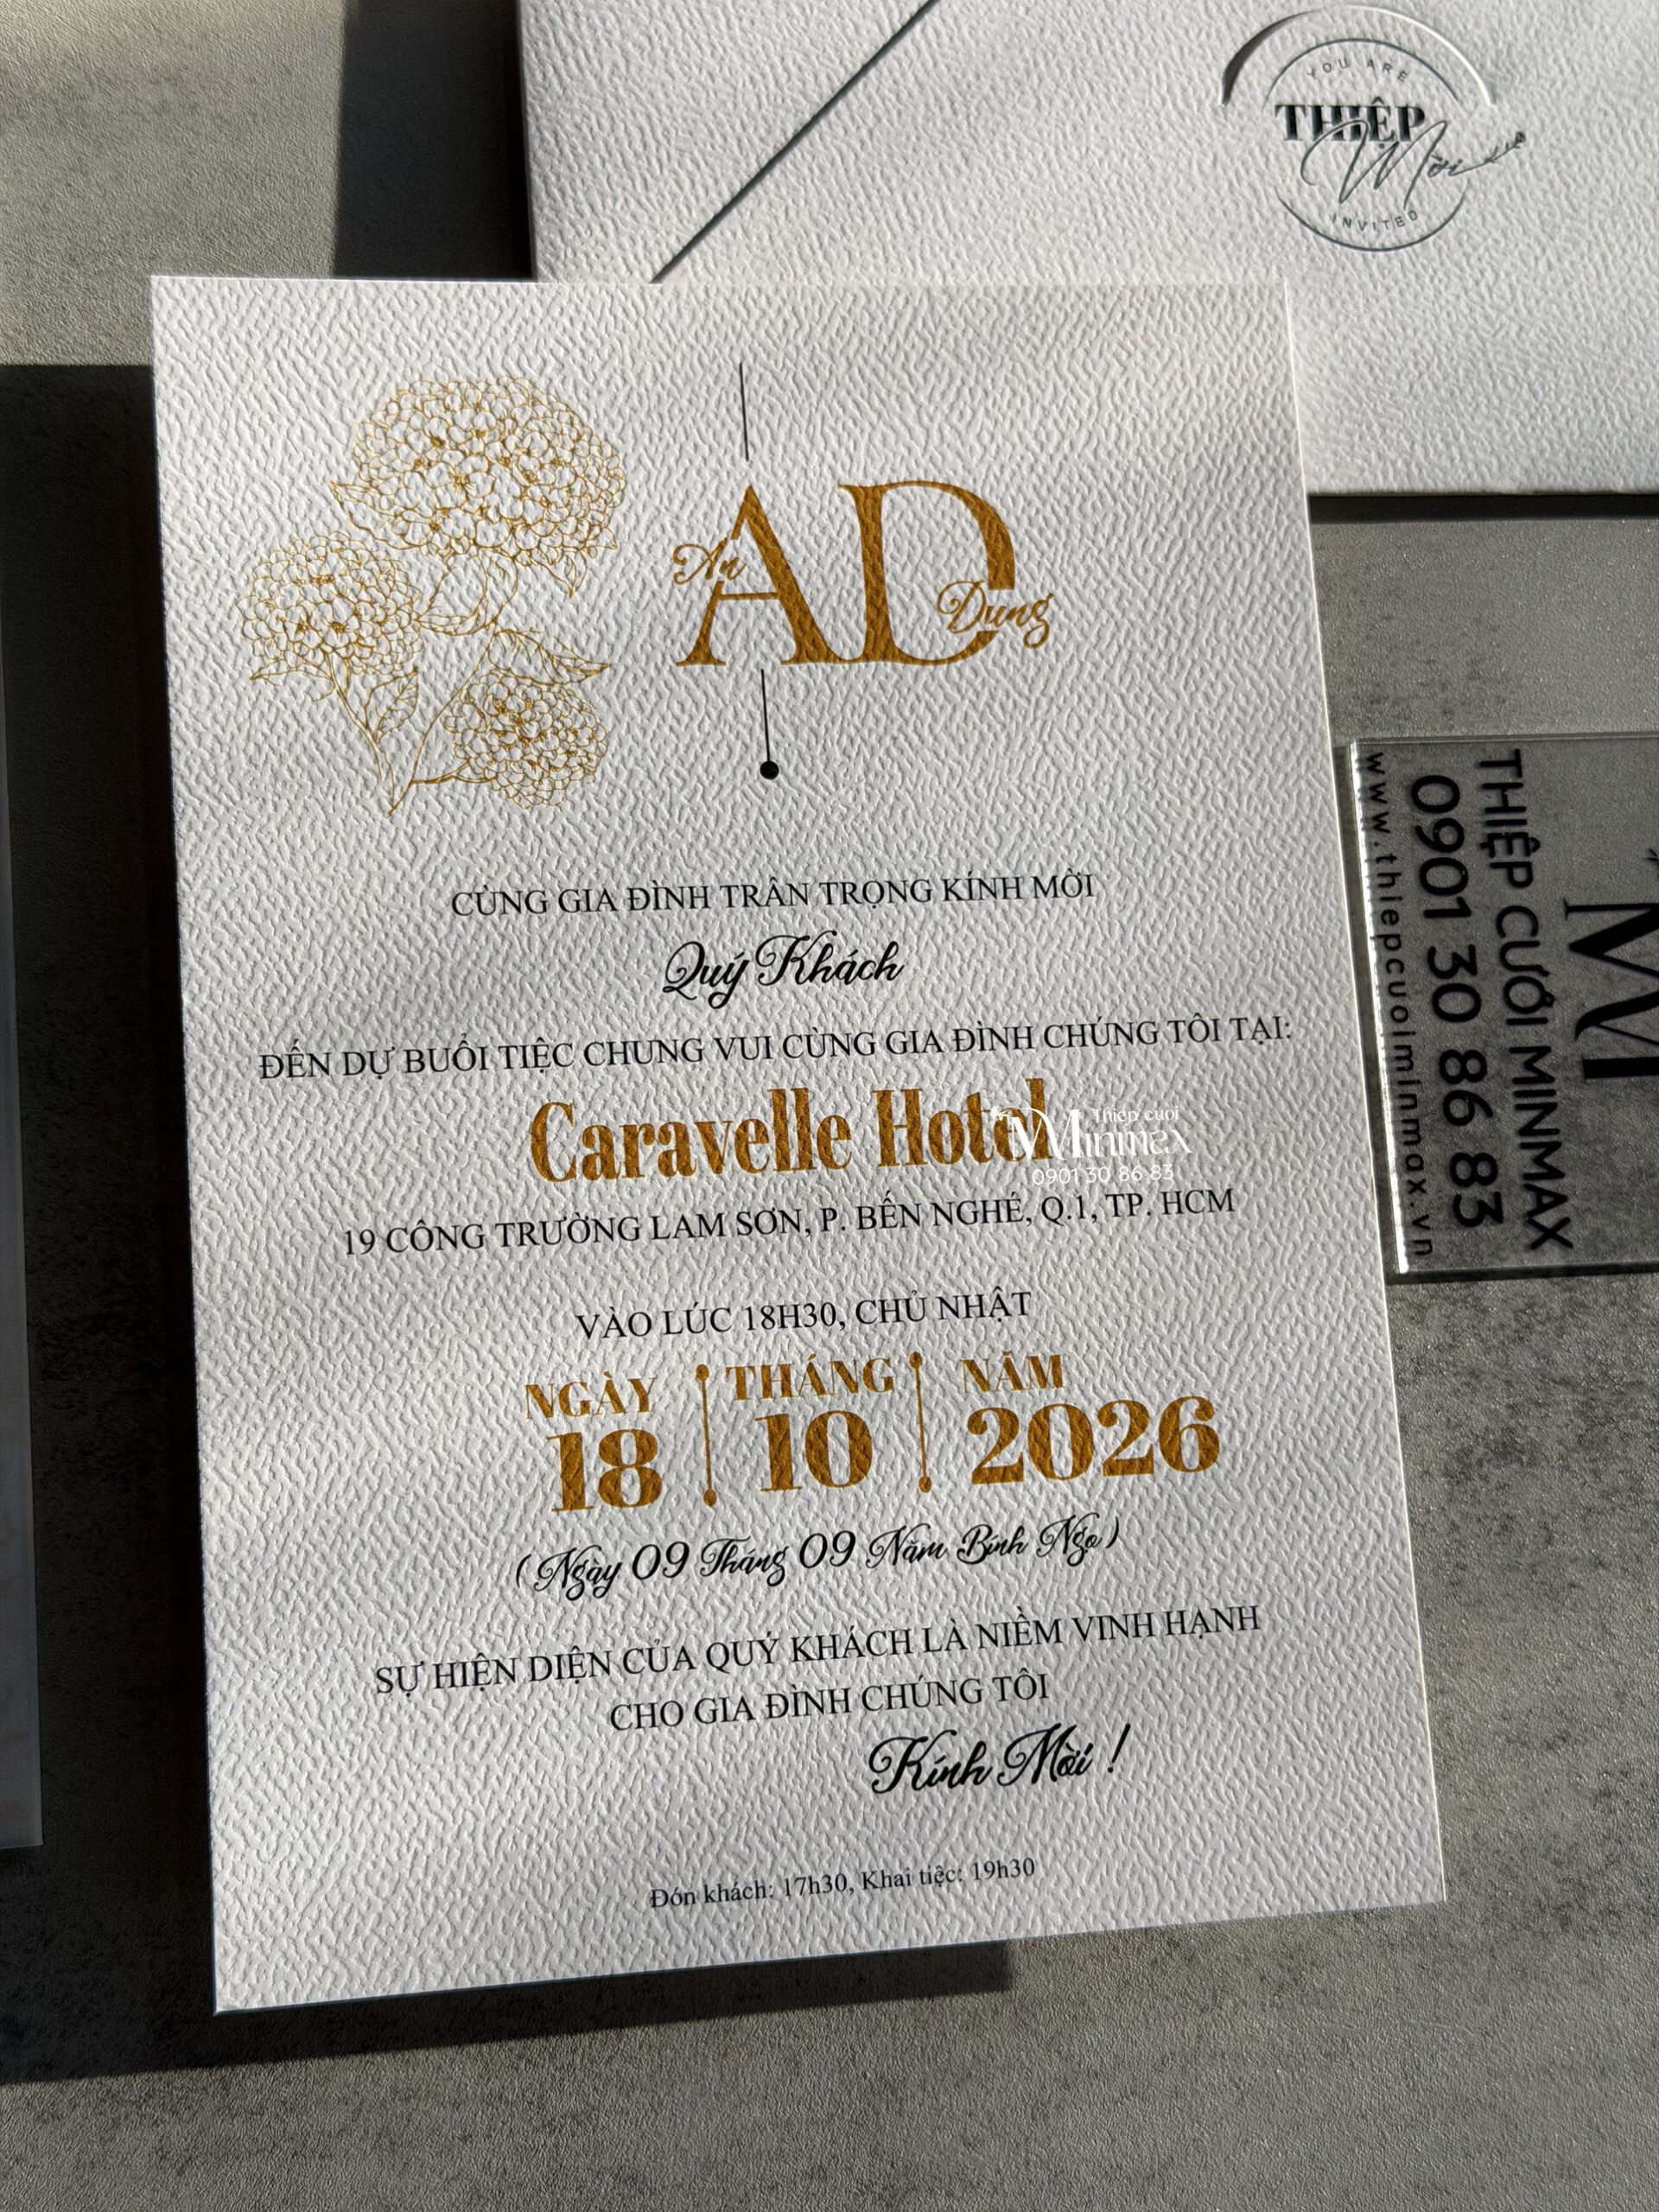 YOU ARE
THIỆP
Mời
INVITED
AD
An
Dung
CÙNG GIA ĐÌNH TRÂN TRỌNG KÍNH MỜI
Quý Khách
ĐẾN DỰ BUỔI TIỆC CHUNG VUI CÙNG GIA ĐÌNH CHÚNG TÔI TẠI:
Caravelle Hotel
Thiep cuoi
Minmex
0901 30 86 83
19 CÔNG TRƯỜNG LAM SƠN, P. BẾN NGHÉ, Q.1, TP. HCM
VÀO LÚC 18H30, CHỦ NHẬT
NGÀY THÁNG NĂM
18 10 2026
(Ngày 09 Tháng 09 Năm Bính Ngọ)
SỰ HIỆN DIỆN CỦA QUÝ KHÁCH LÀ NIỀM VINH HẠNH
CHO GIA ĐÌNH CHÚNG TÔI
Kính Mời !
Đón khách: 17h30, Khai tiệc: 19h30
M
THIỆP CƯỚI MINMAX
0901 30 86 83
www.thiepcuoiminmax.vn